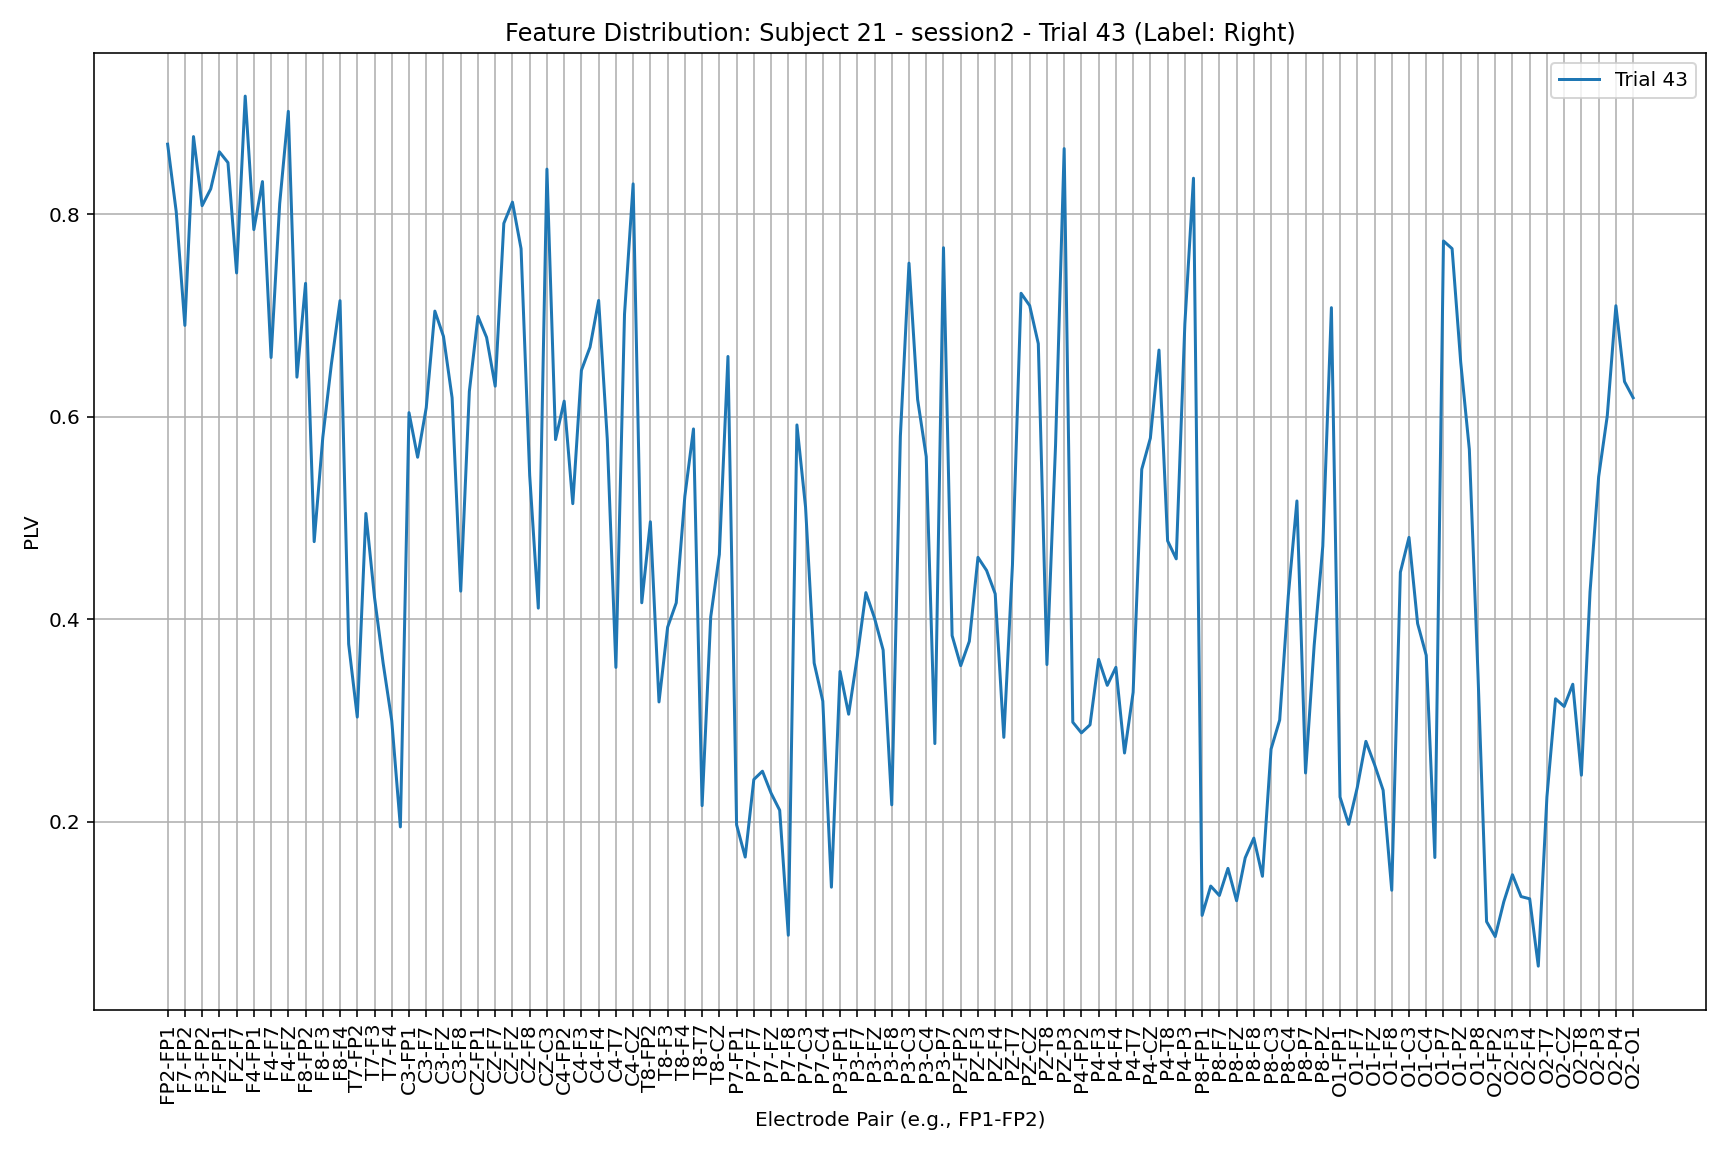 Feature Distribution: Subject 21 - session2 - Trial 43 (Label: Right)
Trial 43
PLV
0.8
0.6
0.4
0.2
FP2-FP1
F7-FP2
F3-FP2
FZ-FP1
FZ-F7
F4-FP1
F4-F7
F4-FZ
F8-FP2
F8-F3
F8-F4
T7-FP2
T7-F3
T7-F4
C3-FP1
C3-F7
C3-FZ
C3-F8
CZ-FP1
CZ-F7
CZ-FZ
CZ-F8
CZ-C3
C4-FP2
C4-F3
C4-F4
C4-T7
C4-CZ
T8-FP2
T8-F3
T8-F4
T8-T7
T8-CZ
P7-FP1
P7-F7
P7-FZ
P7-F8
P7-C3
P7-C4
P3-FP1
P3-F7
P3-FZ
P3-F8
P3-C3
P3-C4
P3-P7
PZ-FP2
PZ-F3
PZ-F4
PZ-T7
PZ-CZ
PZ-T8
PZ-P3
P4-FP2
P4-F3
P4-F4
P4-T7
P4-CZ
P4-T8
P4-P3
P8-FP1
P8-F7
P8-FZ
P8-F8
P8-C3
P8-C4
P8-P7
P8-PZ
O1-FP1
O1-F7
O1-FZ
O1-F8
O1-C3
O1-C4
O1-P7
O1-PZ
O1-P8
O2-FP2
O2-F3
O2-F4
O2-T7
O2-CZ
O2-T8
O2-P3
O2-P4
O2-O1
Electrode Pair (e.g., FP1-FP2)